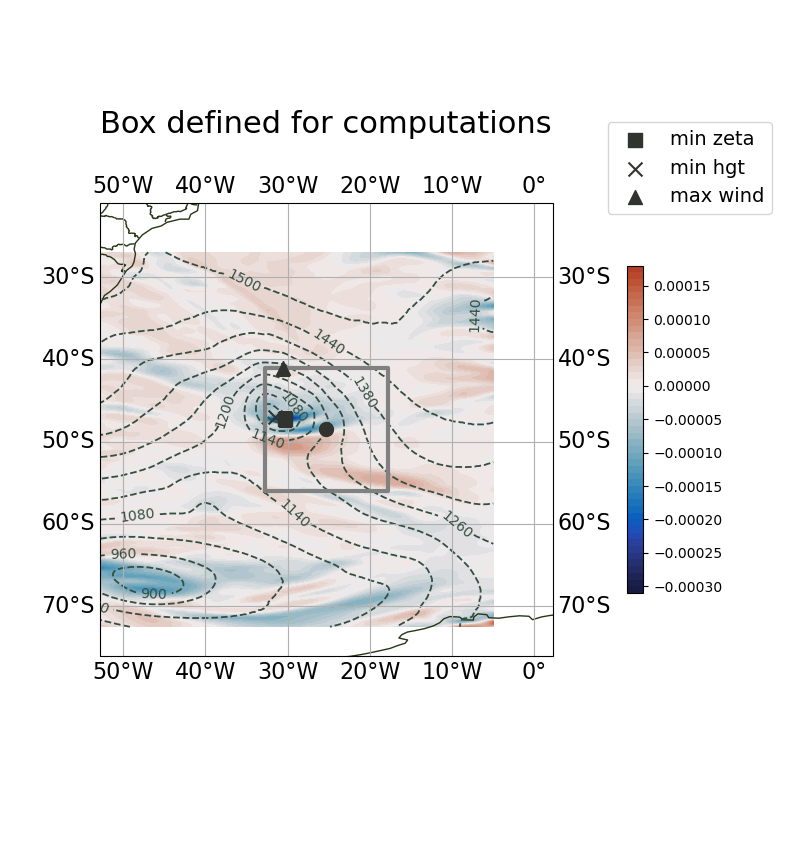 Box defined for computations
min zeta
min hgt
max wind
50°W 40°W 30°W 20°W 10°W 0°
30°S 30°S
40°S 40°S
50°S 50°S
60°S 60°S
70°S 70°S
1500
1440
1440
1380
1200
1080
1140
1080
1140
1260
960
900
0
50°W 40°W 30°W 20°W 10°W 0°
0.00015
0.00010
0.00005
0.00000
−0.00005
−0.00010
−0.00015
−0.00020
−0.00025
−0.00030